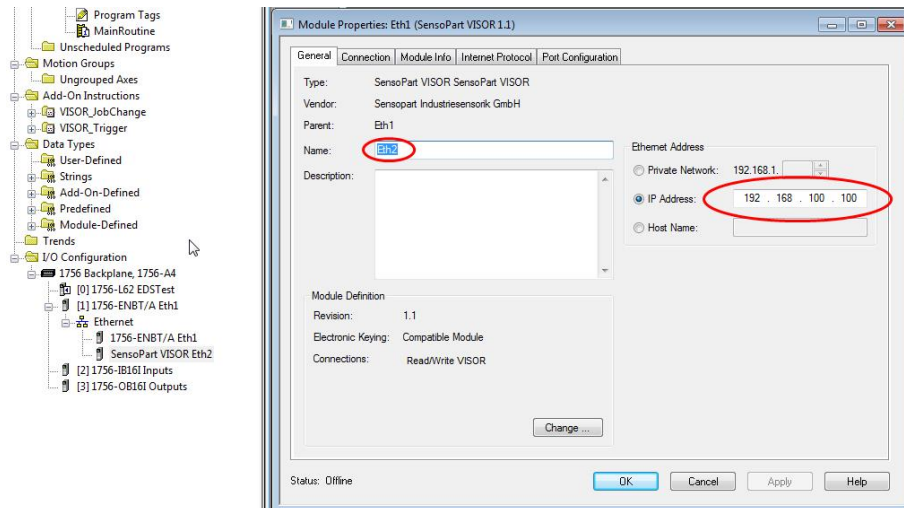 Program Tags
MainRoutine
Unscheduled Programs
Motion Groups
Ungrouped Axes
Add-On Instructions
VISOR_JobChange
VISOR_Trigger
Data Types
User-Defined
Strings
Add-On-Defined
Predefined
Module-Defined
Trends
I/O Configuration
1756 Backplane, 1756-A4
[0] 1756-L62 EDSTest
[1] 1756-ENBT/A Eth1
Ethernet
1756-ENBT/A Eth1
SensoPart VISOR Eth2
[2] 1756-IB16I Inputs
[3] 1756-OB16I Outputs
Module Properties: Eth1 (SensoPart VISOR 1.1)
General Connection Module Info Internet Protocol Port Configuration
Type: SensoPart VISOR SensoPart VISOR
Vendor: Sensopart Industriesensorik GmbH
Parent: Eth1
Name: Eth2
Description:
Ethernet Address
Private Network: 192.168.1.
IP Address: 192 . 168 . 100 . 100
Host Name:
Module Definition
Revision: 1.1
Electronic Keying: Compatible Module
Connections: Read/Write VISOR
Change ...
Status: Offline
OK Cancel Apply Help